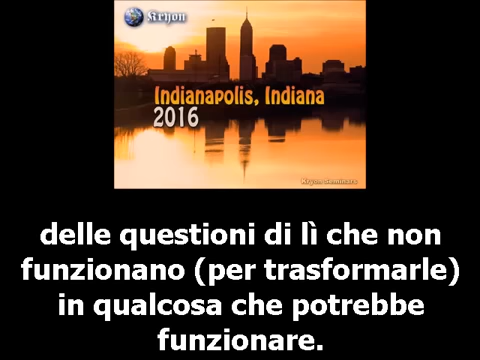 Kryon
Indianapolis, Indiana
2016
Kryon Seminars
delle questioni di lì che non
funzionano (per trasformarle)
in qualcosa che potrebbe
funzionare.